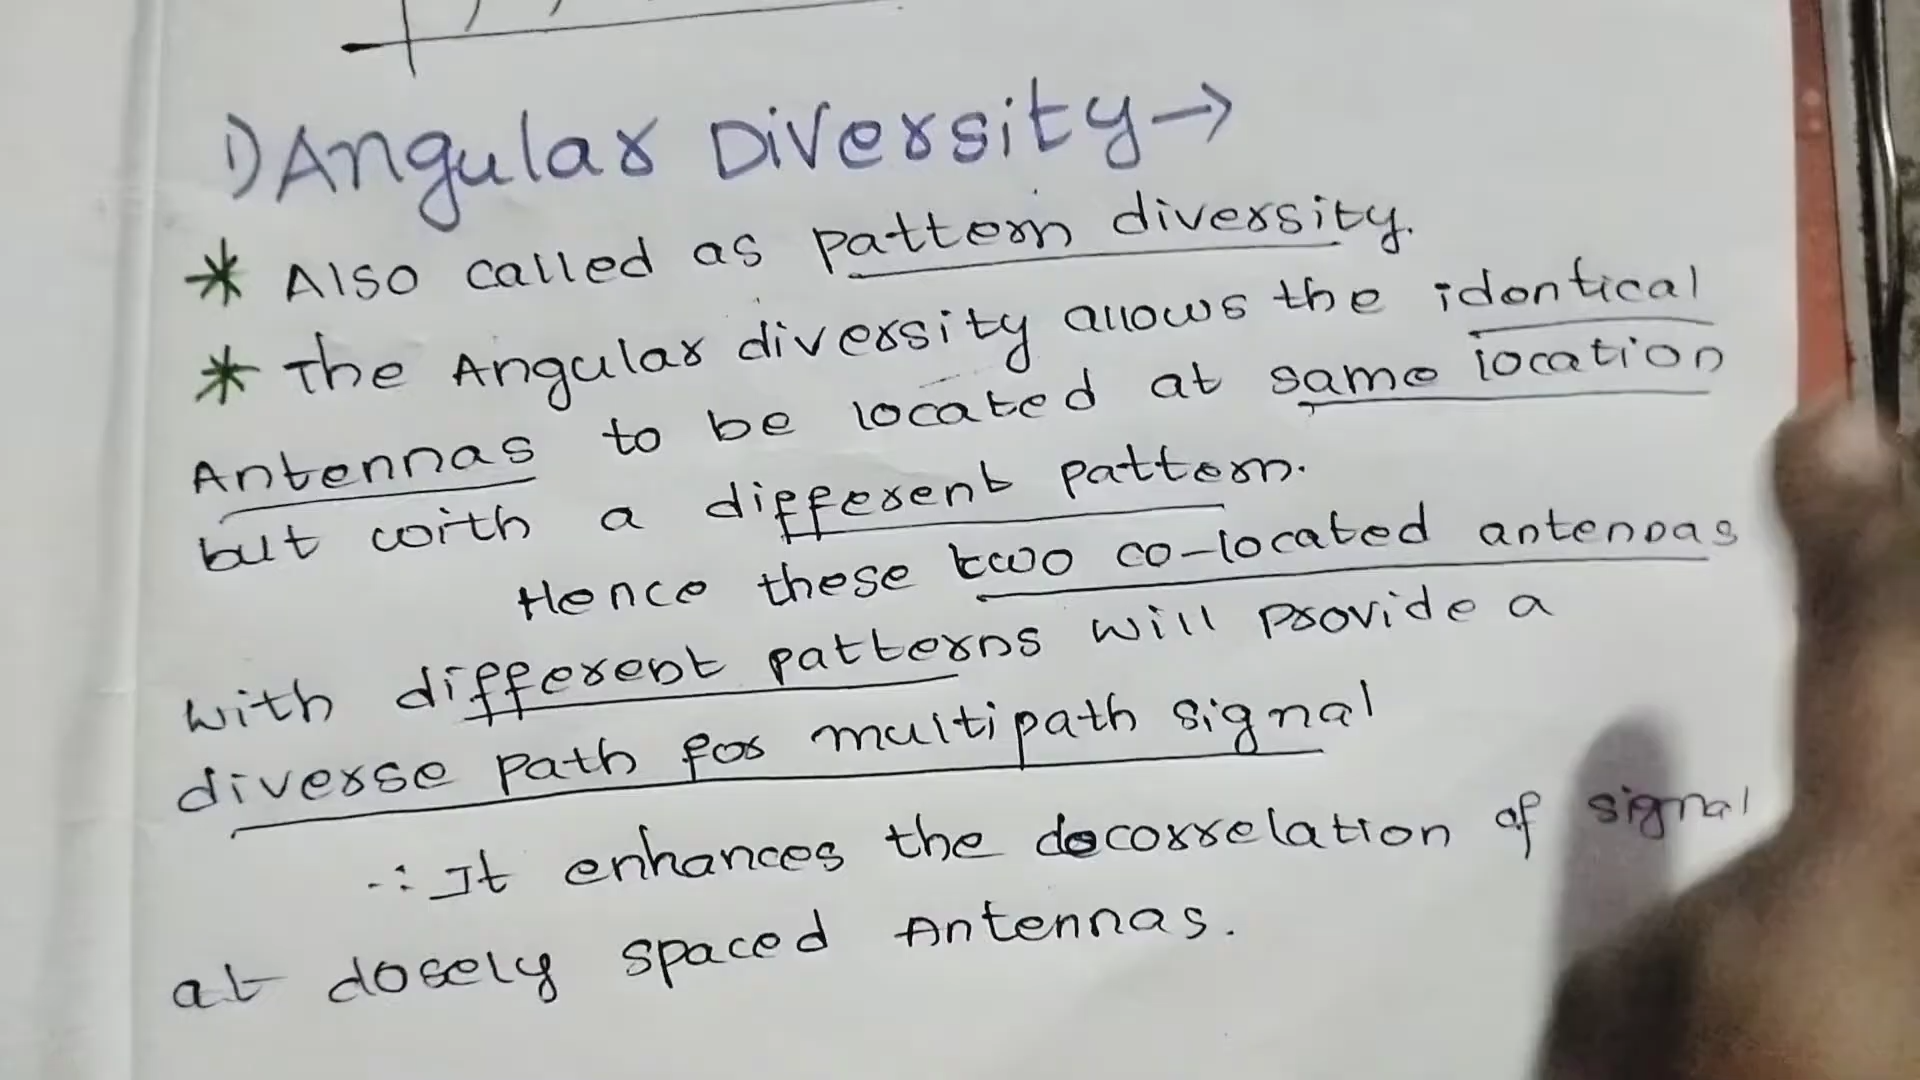 1) Angular Diversity→
* Also called as pattern diversity.
* The Angular diversity allows the identical
Antennas to be located at same location
but with a different pattern.
Hence these two co-located antennas
with different patterns will provide a
diverse path for multipath signal
∴ It enhances the decorrelation of signal
at closely spaced Antennas.